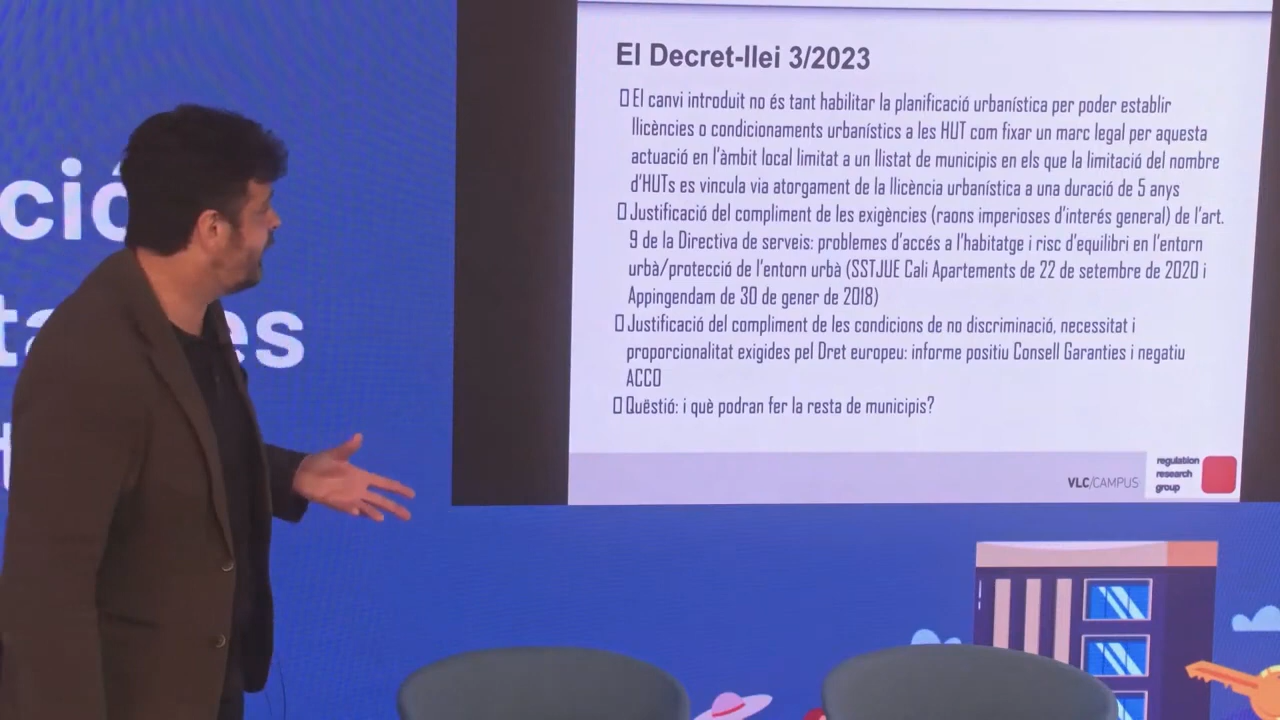 El Decret-llei 3/2023
El canvi introduit no és tant habilitar la planificació urbanística per poder establir
llicències o condicionaments urbanístics a les HUT com fixar un marc legal per aquesta
actuació en l'àmbit local limitat a un llistat de municipis en els que la limitació del nombre
d'HUTs es vincula via atorgament de la llicència urbanística a una duració de 5 anys
Justificació del compliment de les exigències (raons imperioses d'interés general) de l'art.
9 de la Directiva de serveis: problemes d'accés a l'habitatge i risc d'equilibri en l'entorn
urbà/protecció de l'entorn urbà (SSTJUE Cali Apartements de 22 de setembre de 2020 i
Appingendam de 30 de gener de 2018)
Justificació del compliment de les condicions de no discriminació, necessitat i
proporcionalitat exigides pel Dret europeu: informe positiu Consell Garanties i negatiu
ACCO
Qüestió: i què podran fer la resta de municipis?
VLC/CAMPUS
regulation
research
group
ció
es